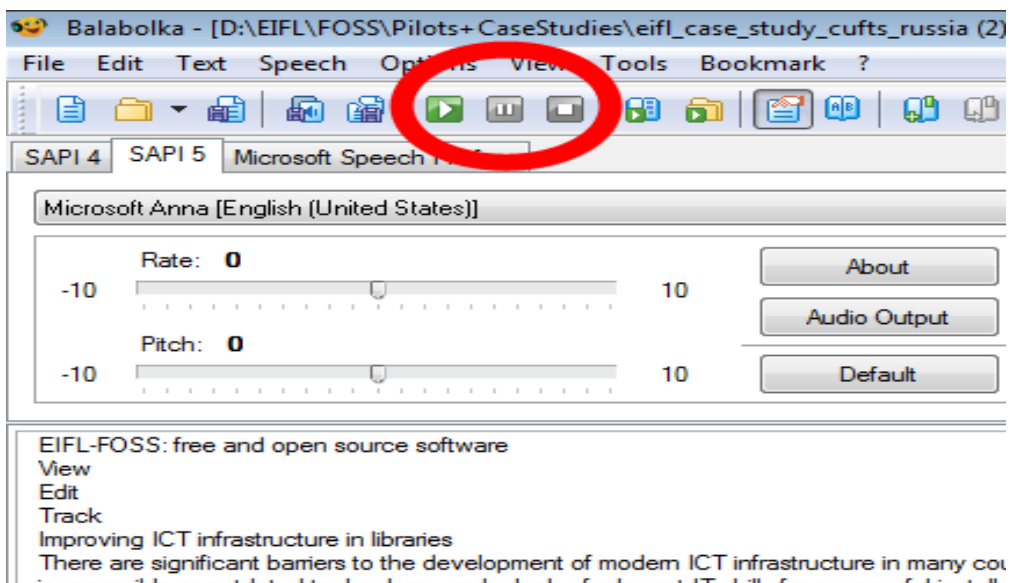 Balabolka - [D:\EIFL\FOSS\Pilots+CaseStudies\eifl_case_study_cufts_russia (2)
File Edit Text Speech Options View Tools Bookmark ?
SAPI 4 SAPI 5 Microsoft Speech
Microsoft Anna [English (United States)]
Rate: 0
-10 10
About
Audio Output
Pitch: 0
-10 10
Default
EIFL-FOSS: free and open source software
View
Edit
Track
Improving ICT infrastructure in libraries
There are significant barriers to the development of modern ICT infrastructure in many cou